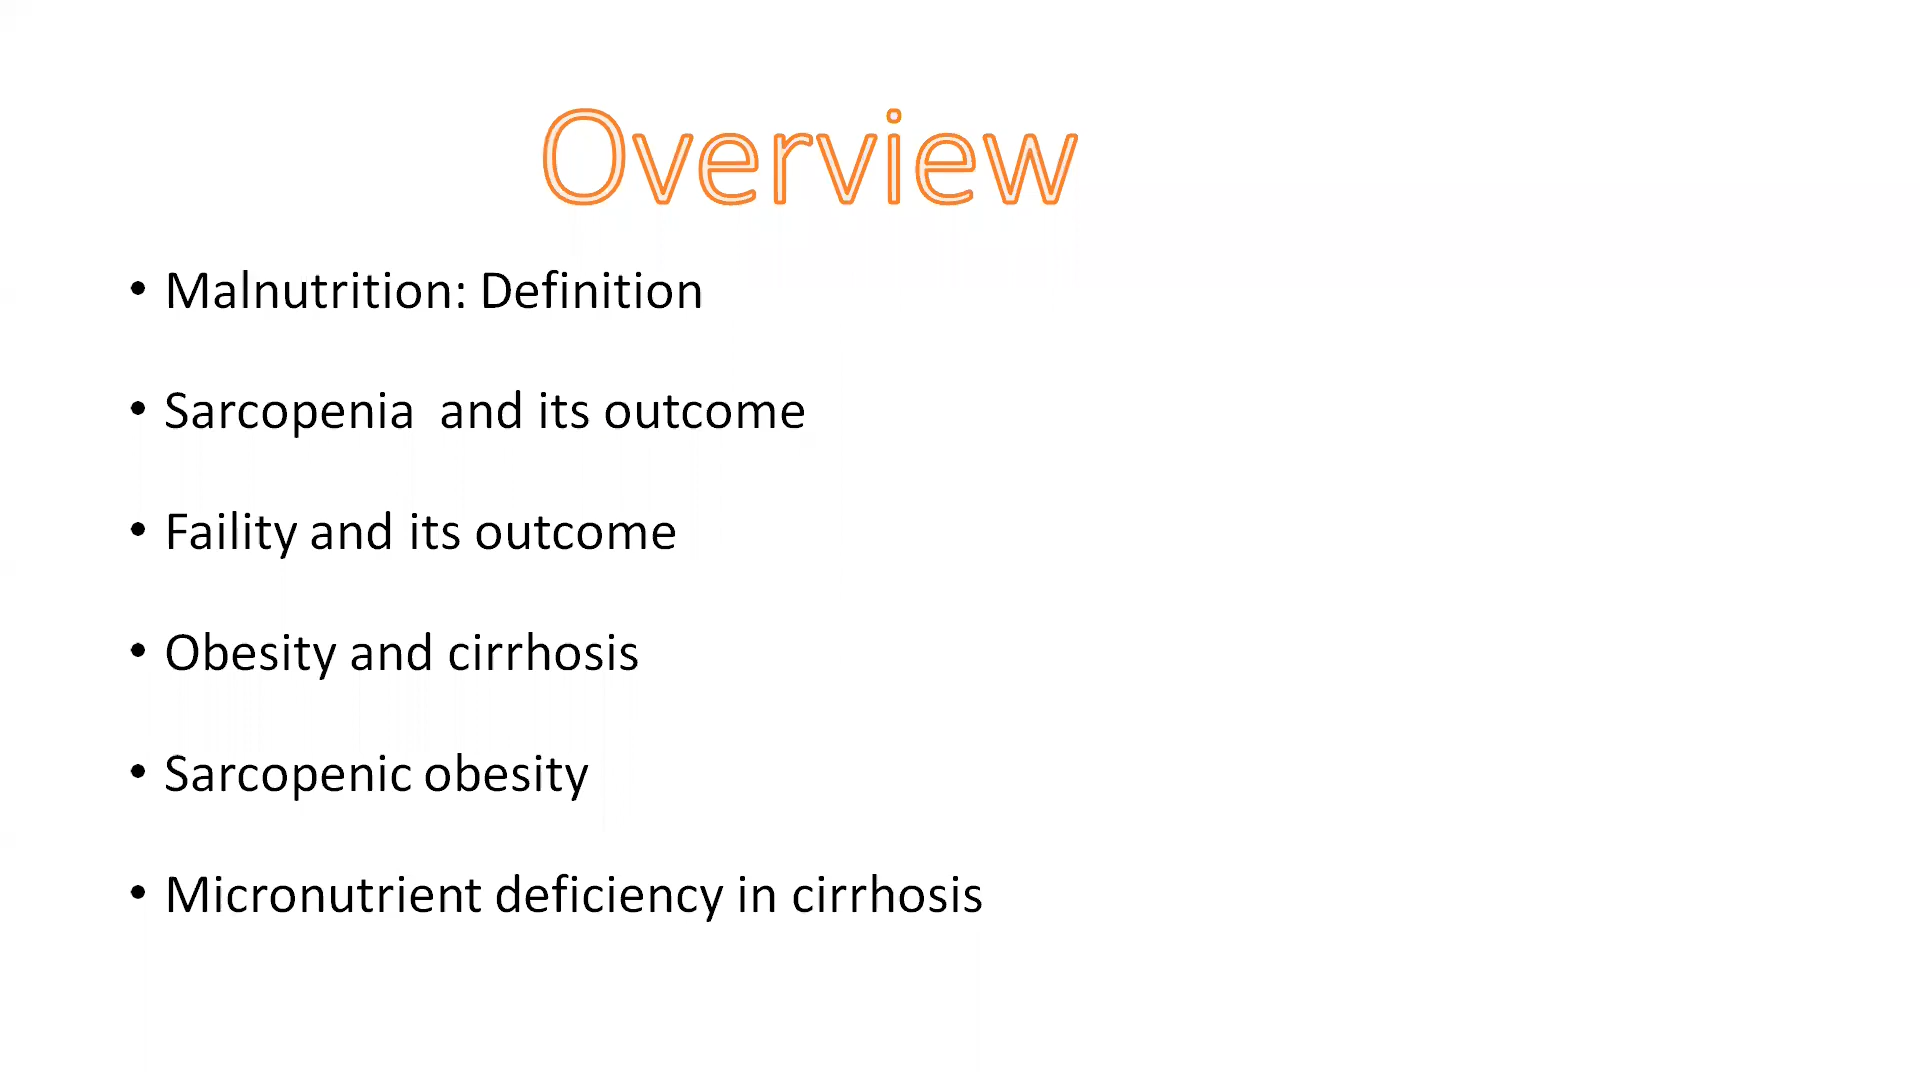 Overview
• Malnutrition: Definition
• Sarcopenia  and its outcome
• Faility and its outcome
• Obesity and cirrhosis
• Sarcopenic obesity
• Micronutrient deficiency in cirrhosis